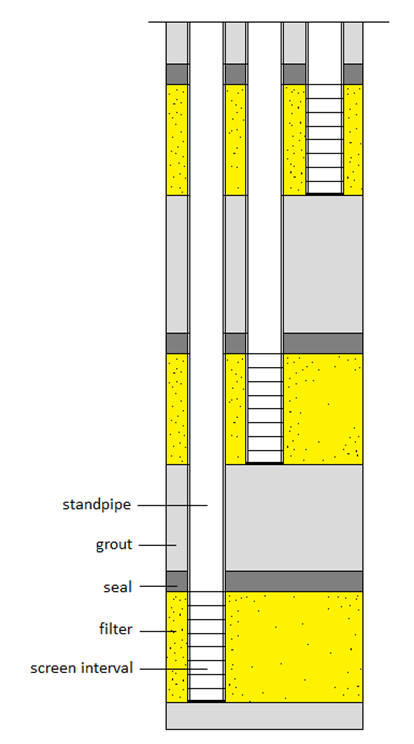 standpipe
grout
seal
filter
screen interval